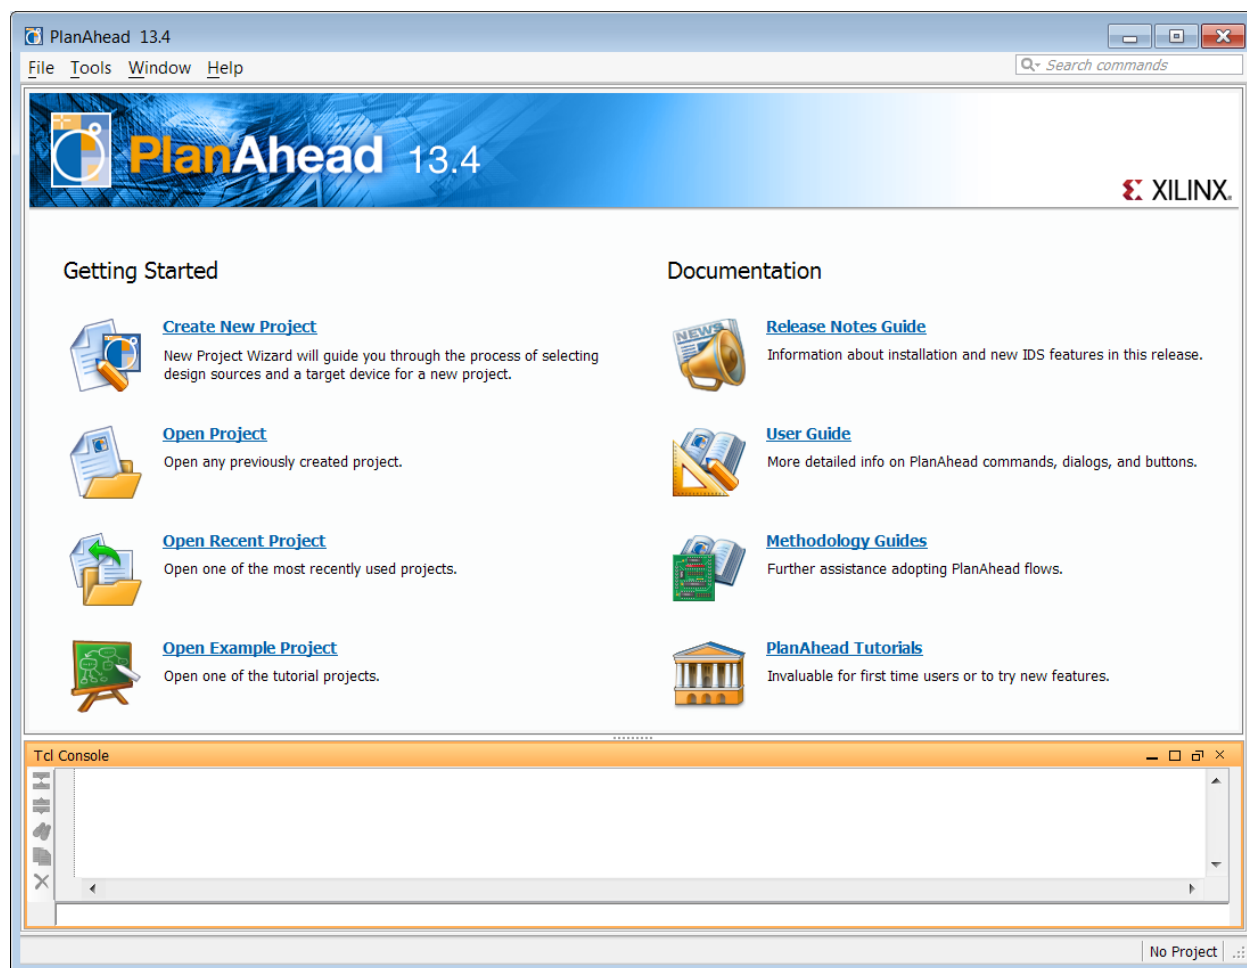 PlanAhead 13.4
File Tools Window Help
Search commands
PlanAhead 13.4
XILINX.
Getting Started
Create New Project
New Project Wizard will guide you through the process of selecting
design sources and a target device for a new project.
Open Project
Open any previously created project.
Open Recent Project
Open one of the most recently used projects.
Open Example Project
Open one of the tutorial projects.
Documentation
NEWS
Release Notes Guide
Information about installation and new IDS features in this release.
User Guide
More detailed info on PlanAhead commands, dialogs, and buttons.
Methodology Guides
Further assistance adopting PlanAhead flows.
PlanAhead Tutorials
Invaluable for first time users or to try new features.
Tcl Console
No Project